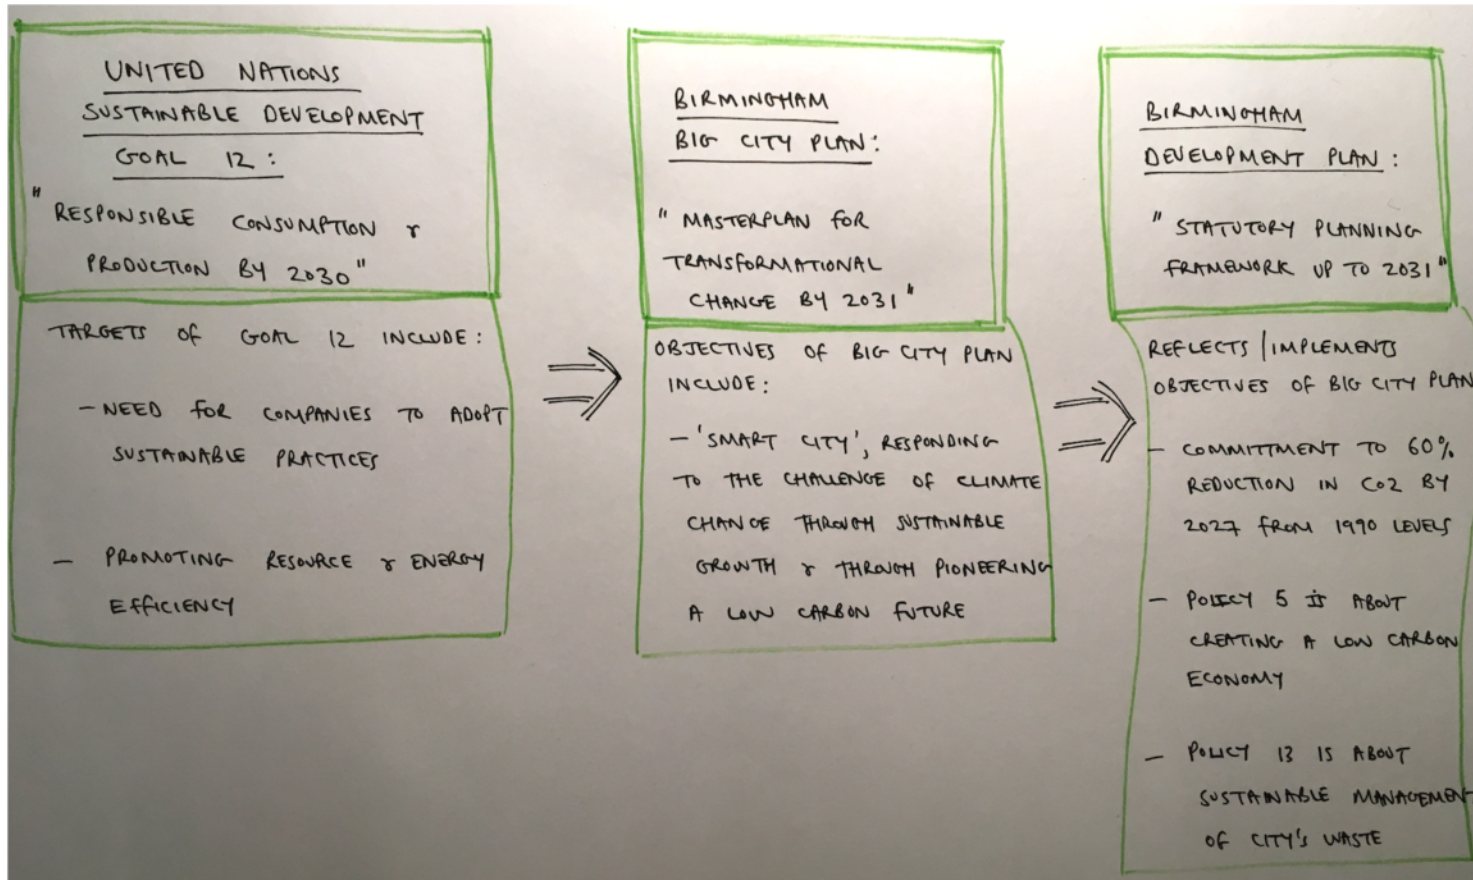 UNITED NATIONS
SUSTAINABLE DEVELOPMENT
GOAL 12 :
" RESPONSIBLE CONSUMPTION &
PRODUCTION BY 2030 "
TARGETS OF GOAL 12 INCLUDE :
- NEED FOR COMPANIES TO ADOPT
SUSTAINABLE PRACTICES
- PROMOTING RESOURCE & ENERGY
EFFICIENCY
BIRMINGHAM
BIG CITY PLAN :
" MASTERPLAN FOR
TRANSFORMATIONAL
CHANGE BY 2031 "
OBJECTIVES OF BIG CITY PLAN
INCLUDE :
- 'SMART CITY', RESPONDING
TO THE CHALLENGE OF CLIMATE
CHANGE THROUGH SUSTAINABLE
GROWTH & THROUGH PIONEERING
A LOW CARBON FUTURE
BIRMINGHAM
DEVELOPMENT PLAN :
" STATUTORY PLANNING
FRAMEWORK UP TO 2031 "
REFLECTS / IMPLEMENTS
OBJECTIVES OF BIG CITY PLAN
- COMMITTMENT TO 60%
REDUCTION IN CO2 BY
2027 FROM 1990 LEVELS
- POLICY 5 IS ABOUT
CREATING A LOW CARBON
ECONOMY
- POLICY 13 IS ABOUT
SUSTAINABLE MANAGEMENT
OF CITY'S WASTE